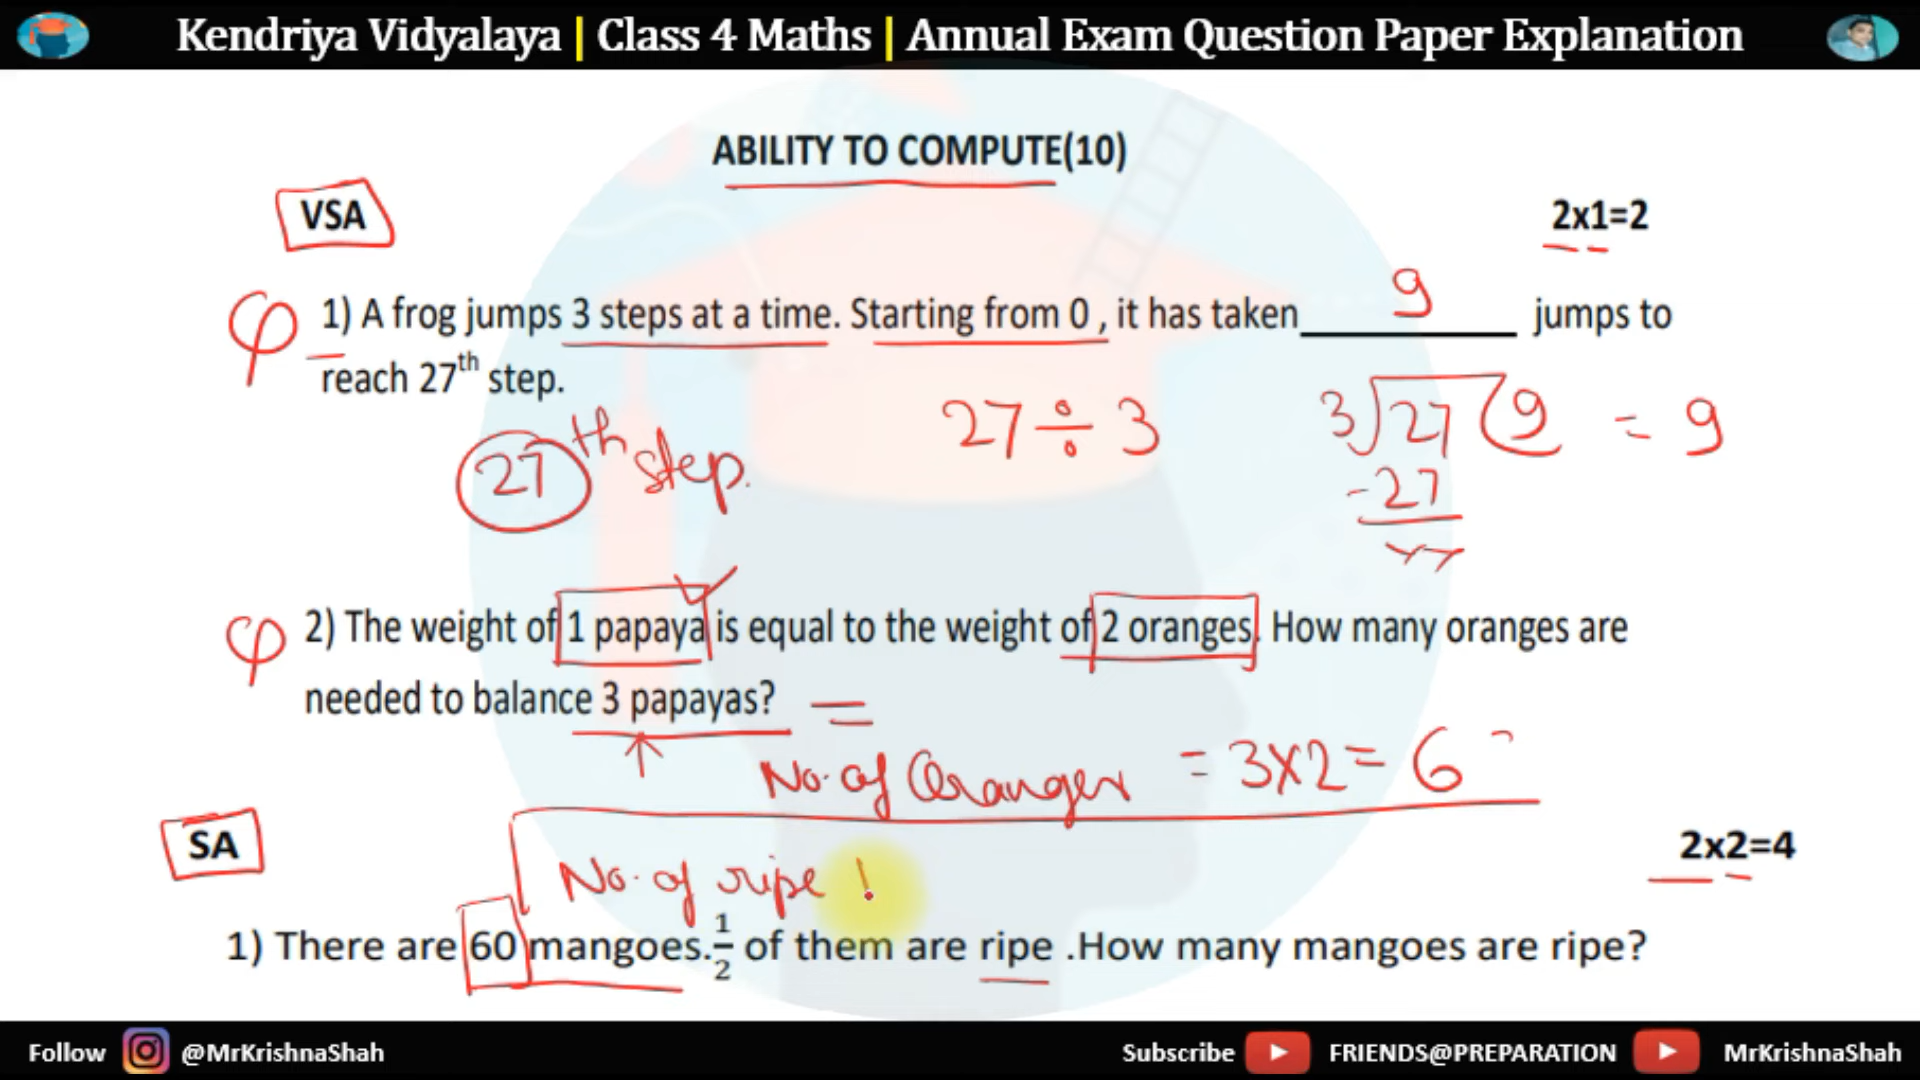 Kendriya Vidyalaya | Class 4 Maths | Annual Exam Question Paper Explanation
ABILITY TO COMPUTE(10)
VSA
2x1=2
9
1) A frog jumps 3 steps at a time. Starting from 0 , it has taken__________ jumps to
reach 27th step.
27th step.
27 ÷ 3
3)27(9 = 9
-27
2) The weight of 1 papaya is equal to the weight of 2 oranges. How many oranges are
needed to balance 3 papayas? =
No. of Oranges = 3x2 = 6
SA
2x2=4
No. of ripe
1) There are 60 mangoes. 1/2 of them are ripe .How many mangoes are ripe?
Follow @MrKrishnaShah
Subscribe FRIENDS@PREPARATION MrKrishnaShah